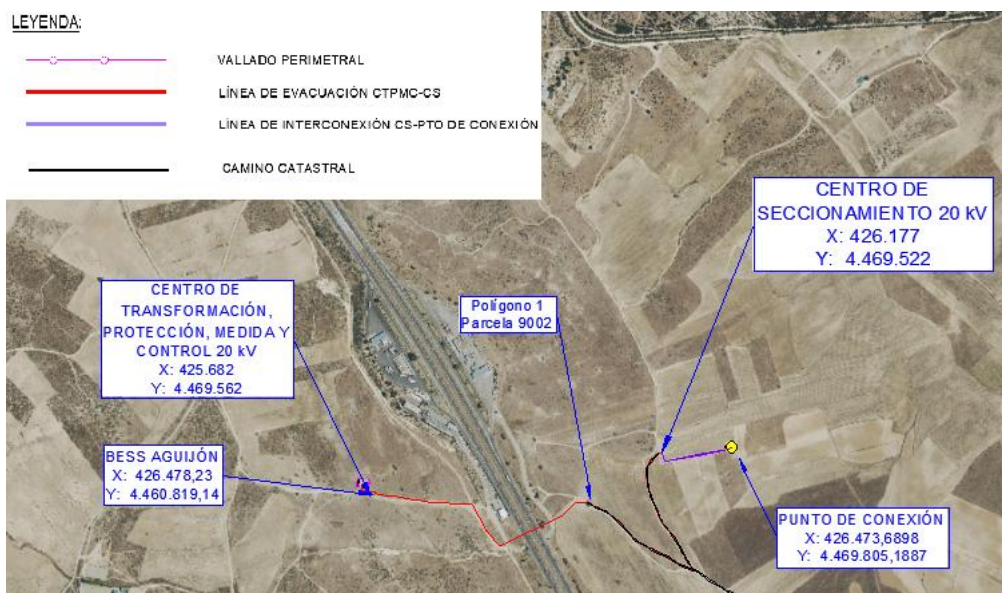 LEYENDA:
VALLADO PERIMETRAL
LÍNEA DE EVACUACIÓN CTPMC-CS
LÍNEA DE INTERCONEXIÓN CS-PTO DE CONEXIÓN
CAMINO CATASTRAL
CENTRO DE
SECCIONAMIENTO 20 kV
X: 426.177
Y: 4.469.522
CENTRO DE
TRANSFORMACIÓN,
PROTECCIÓN, MEDIDA Y
CONTROL 20 kV
X: 425.682
Y: 4.469.562
Polígono 1
Parcela 9002
BESS AGUIJÓN
X: 426.478,23
Y: 4.460.819,14
PUNTO DE CONEXIÓN
X: 426.473,6898
Y: 4.469.805,1887